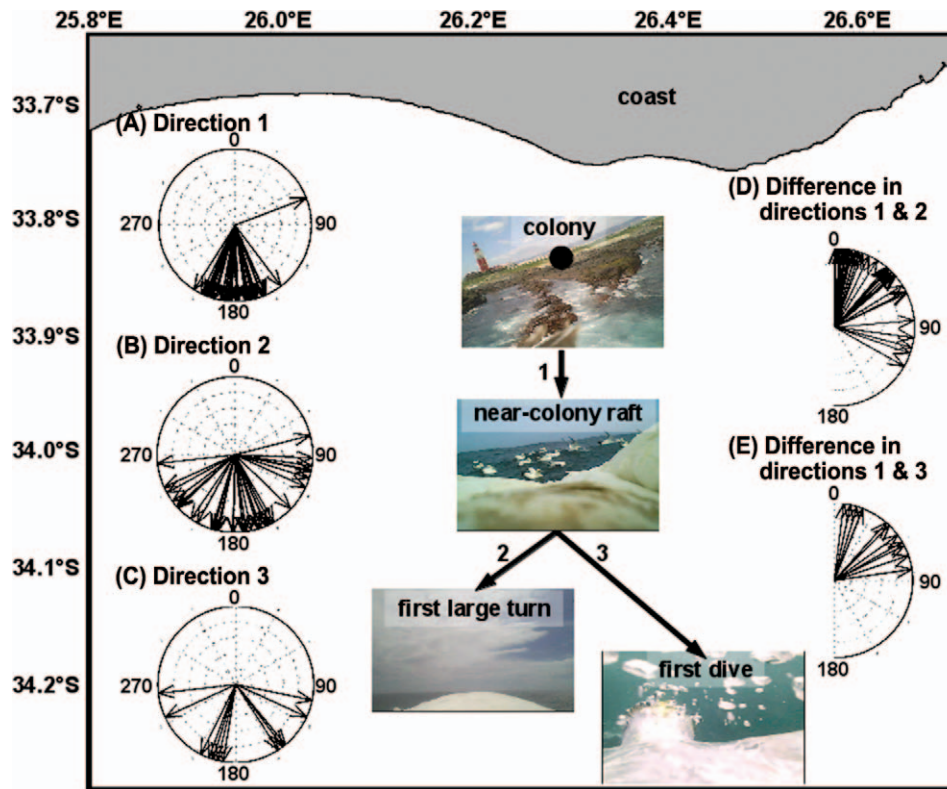 25.8°E 26.0°E 26.2°E 26.4°E 26.6°E
33.7°S
33.8°S
33.9°S
34.0°S
34.1°S
34.2°S
coast
(A) Direction 1
0
270 90
180
(B) Direction 2
0
270 90
180
(C) Direction 3
0
270 90
180
colony
1
near-colony raft
2 3
first large turn
first dive
(D) Difference in
directions 1 & 2
0
90
180
(E) Difference in
directions 1 & 3
0
90
180